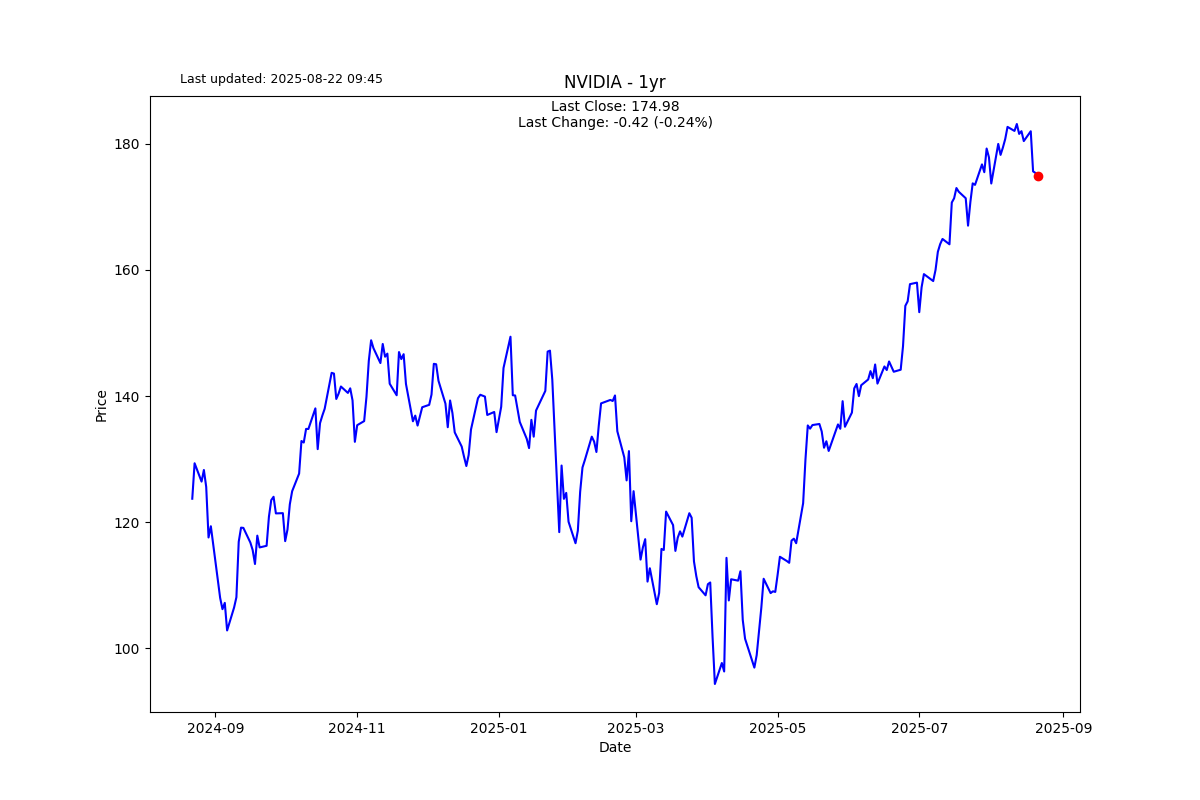 Last updated: 2025-08-22 09:45
NVIDIA - 1yr
Last Close: 174.98
Last Change: -0.42 (-0.24%)
180
160
140
120
100
Price
2024-09
2024-11
2025-01
2025-03
2025-05
2025-07
2025-09
Date